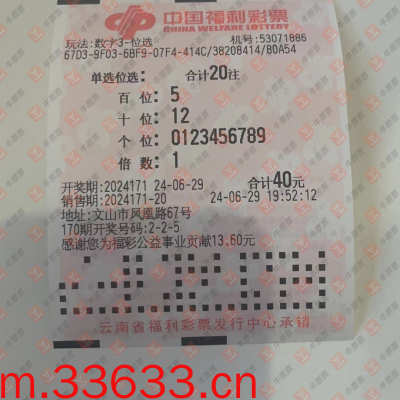 中国福利彩票
CHINA WELFARE LOTTERY
玩法:数字3-位选 机号:53071886
67D3-9F03-6BF9-07F4-414C/38208414/80A54
单选位选: 合计20注
百 位: 5
十 位: 12
个 位: 0123456789
倍 数: 1
开奖期:2024171 24-06-29 合计40元
销售期:2024171-20 24-06-29 19:52:12
地址:文山市凤凰路67号
170期开奖号码:2-2-5
感谢您为福彩公益事业贡献13.60元
云南省福利彩票发行中心承销
m.33633.cn